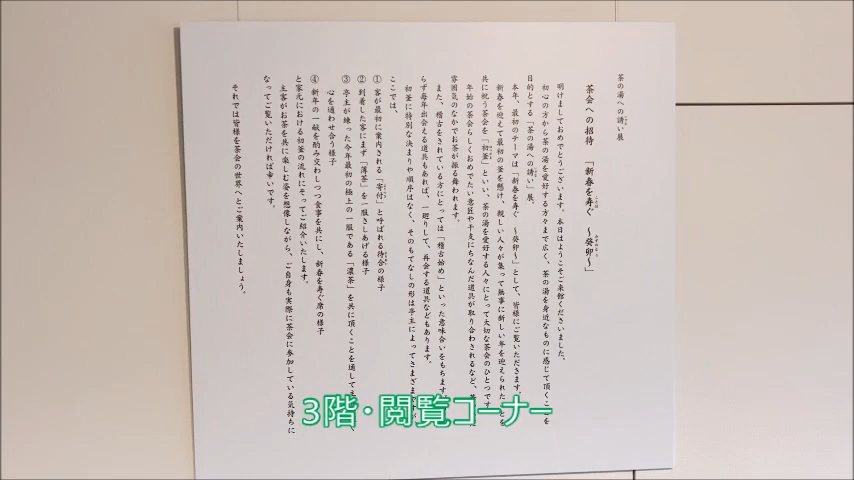 茶の湯への誘い展
茶会への招待 「新春を寿ぐ 〜癸卯〜」
明けましておめでとうございます。本日はようこそご来館くださいました。
初心の方から茶の湯を愛好する方々まで広く、茶の湯を身近なものに感じて頂くこ を
目的とする「茶の湯への誘い」展。
本年、最初のテーマは「新春を寿ぐ 〜癸卯〜」として、皆様にご覧いただきます。
新春を迎えて最初の釜を懸け、親しい人々が集って無事に新しい年を迎えられた とを
共に祝う茶会を「初釜」といい、茶の湯を愛好する人々にとって大切な茶会のひとつです
年始の茶会らしくおめでたい意匠や干支にちなんだ道具が取り合わされるなど、 に
雰囲気のなかでお茶が振る舞われます。
また、稽古をされている方にとっては「稽古始め」といった意味合いをもちます
らず毎年出会える道具もあれば、一廻りして、再会する道具などもあります。
初釜に特別な決まりや順序はなく、そのもてなしの形は亭主によってさまざまですが
ここでは、
① 客が最初に案内される「寄付」と呼ばれる待合の様子
② 到着した客にまず「薄茶」を一服さしあげる様子
③ 亭主が練った今年最初の極上の一服である「濃茶」を共に頂くことを通して
心を通わせ合う様子
④ 新年の一献を酌み交わしつつ食事を共にし、新春を寿ぐ席の様子
と家元における初釜の流れにそってご紹介いたします。
主客がお茶を共に楽しむ姿を想像しながら、ご自身も実際に茶会に参加している気持ちに
なってご覧いただければ幸いです。
それでは皆様を茶会の世界へとご案内いたしましょう。
3階・閲覧コーナー